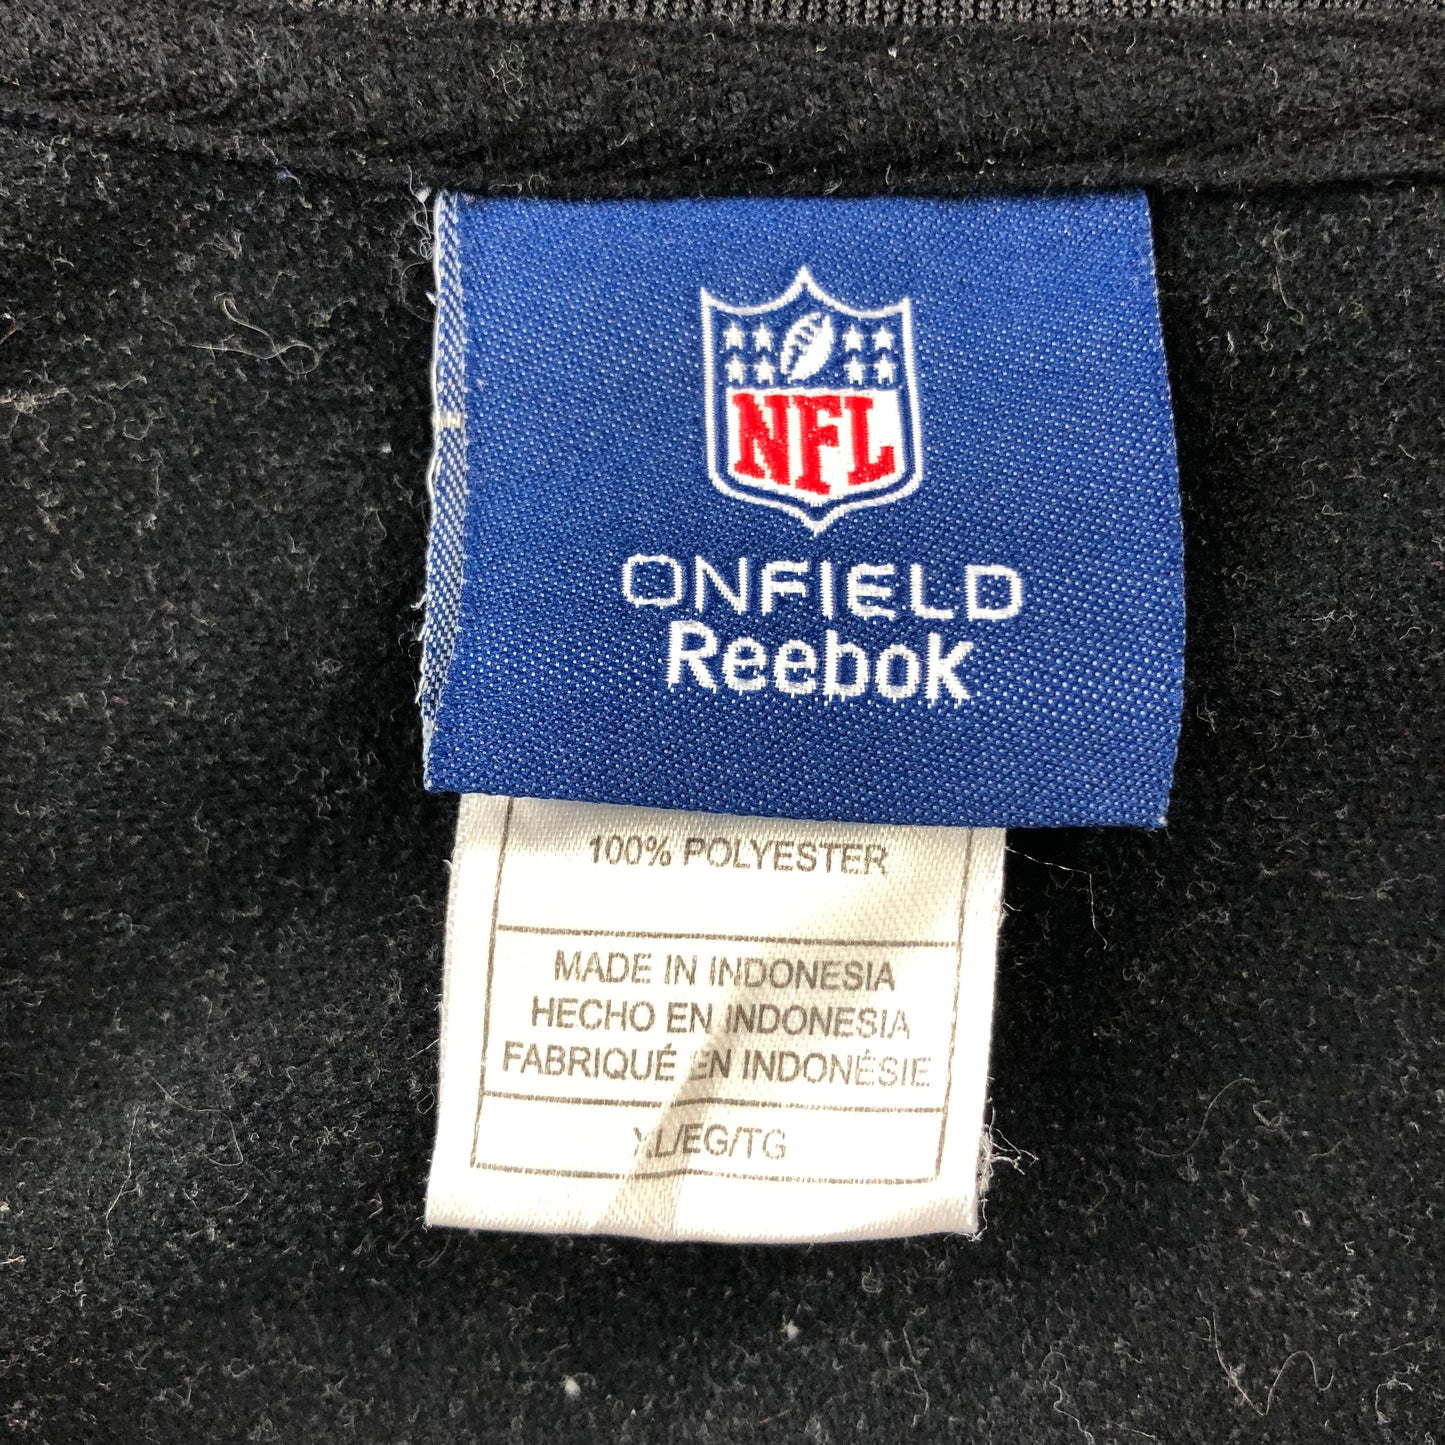 NFL
ONFIELD
Reebok
100% POLYESTER
MADE IN INDONESIA
HECHO EN INDONESIA
FABRIQUÉ EN INDONÉSIE
XL/EG/TG